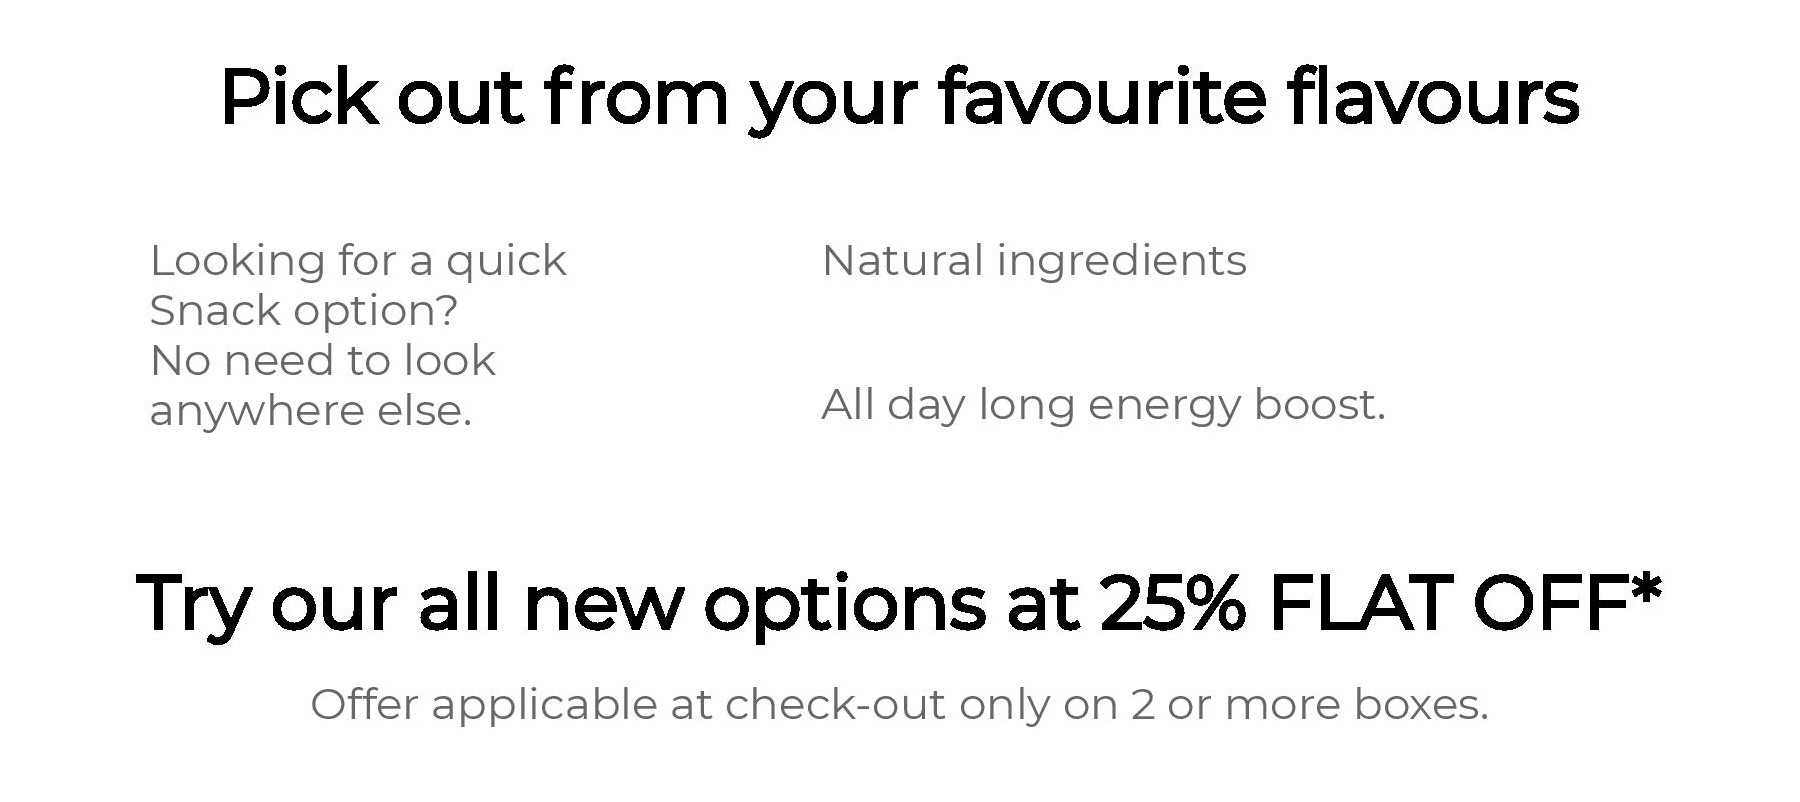 Pick out from your favourite flavours
Looking for a quick
Snack option?
No need to look
anywhere else.
Natural ingredients
All day long energy boost.
Try our all new options at 25% FLAT OFF*
Offer applicable at check-out only on 2 or more boxes.